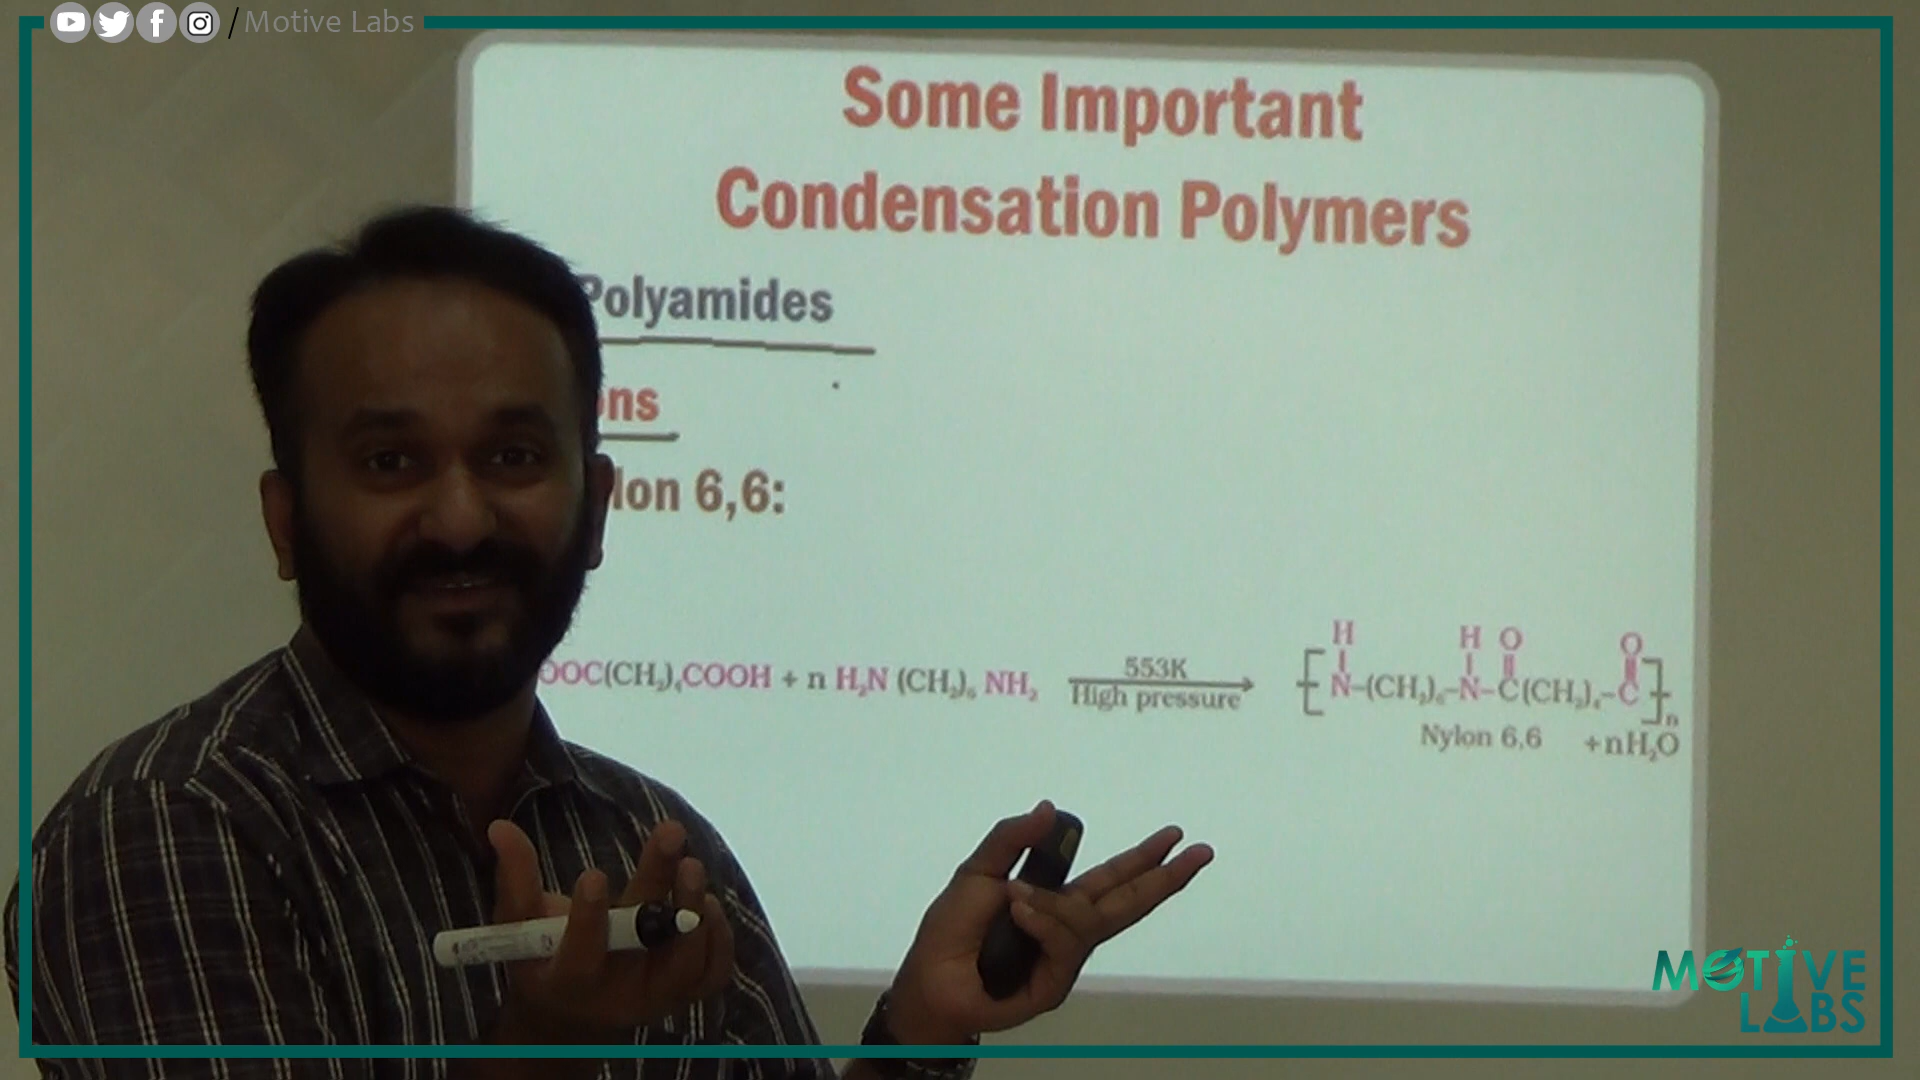 / Motive Labs
Some Important
Condensation Polymers
Polyamides
ons
lon 6,6:
OOC(CH₂)₄COOH + n H₂N (CH₂)₆ NH₂
553K
High pressure
H
H O
O
N-(CH₂)₆-N-C(CH₂)₄-C
n
Nylon 6,6
+nH₂O
MOTIVE
LABS